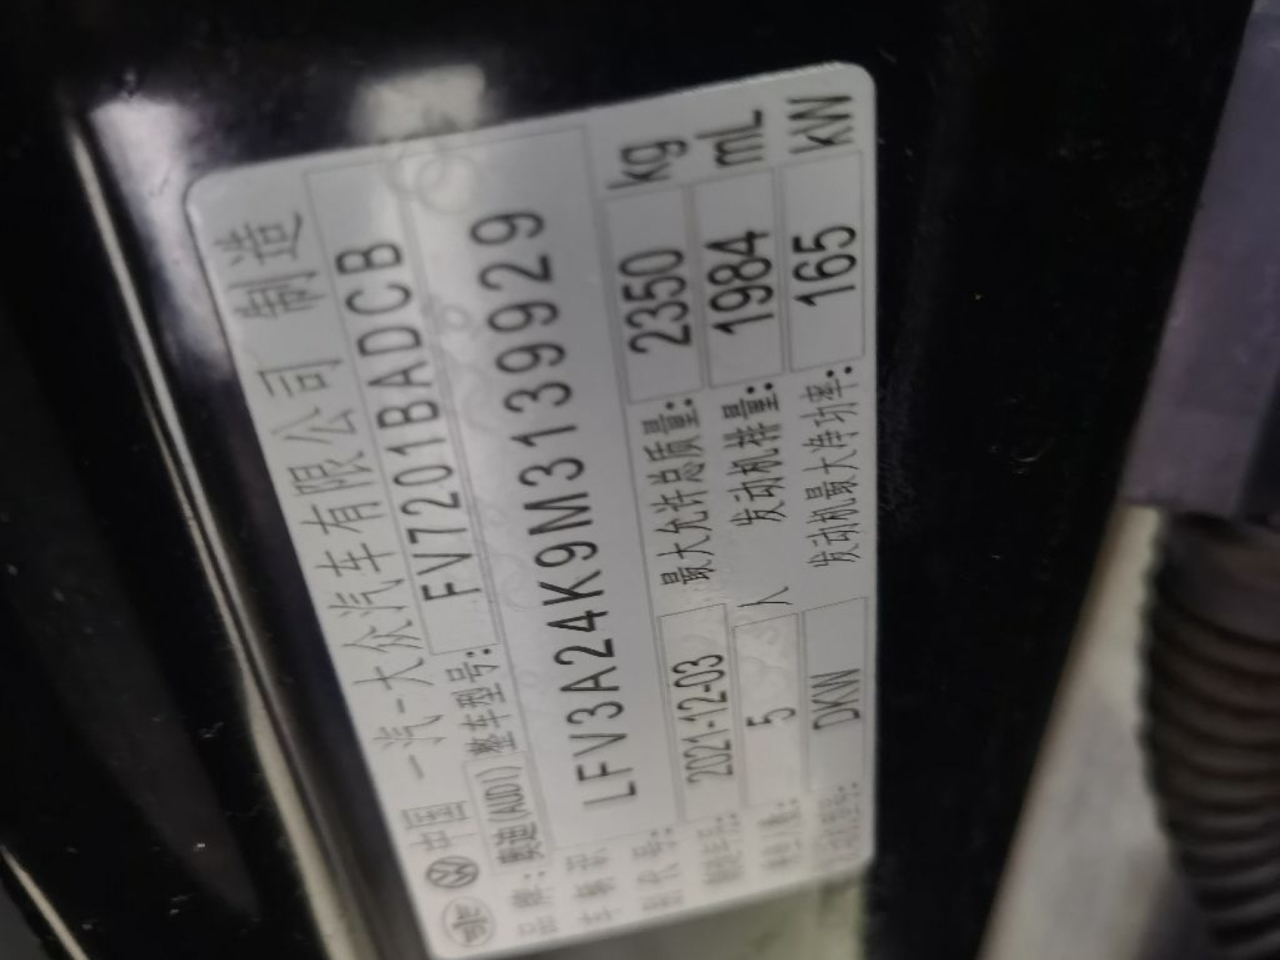 中国 一汽-大众汽车有限公司 制造
品牌: 奥迪(AUDI) 整车型号: FV7201BADCB
车辆识别代号: LFV3A24K9M3139929
制造年月: 2021-12-03 最大允许总质量: 2350 kg
乘坐人数: 5 人 发动机排量: 1984 mL
发动机型号: DKW 发动机最大净功率: 165 kW